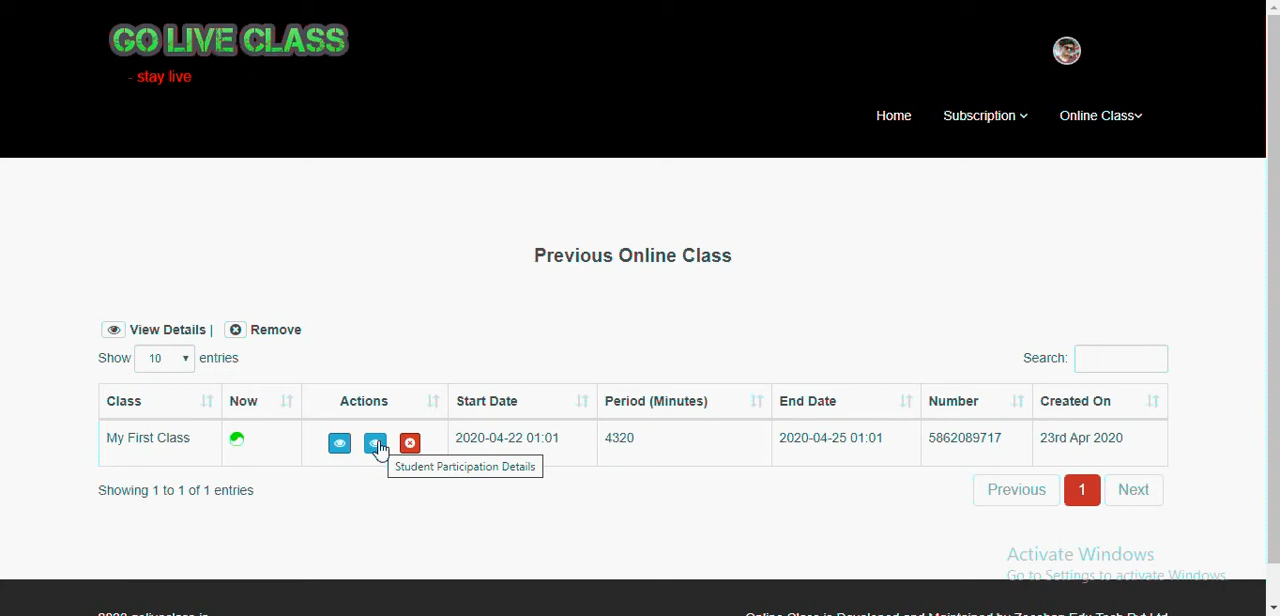 GO LIVE CLASS
- stay live
Home Subscription Online Class
Previous Online Class
View Details | Remove
Show 10 entries Search:
Class Now Actions Start Date Period (Minutes) End Date Number Created On
My First Class 2020-04-22 01:01 4320 2020-04-25 01:01 5862089717 23rd Apr 2020
Student Participation Details
Showing 1 to 1 of 1 entries Previous 1 Next
Activate Windows
Go to Settings to activate Windows.